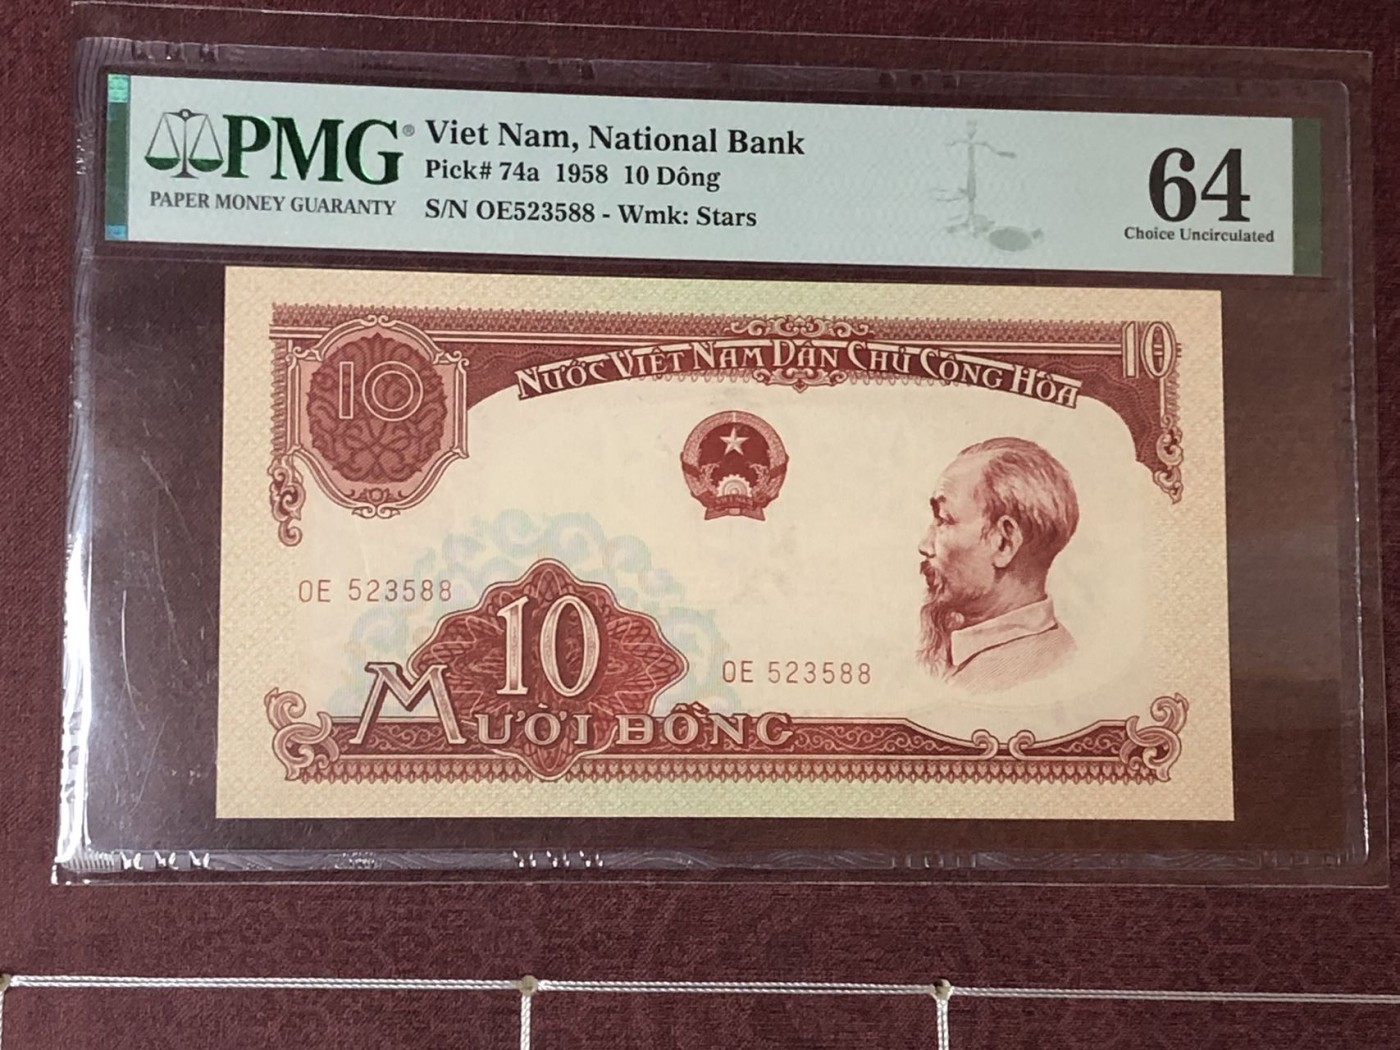 PMG®
PAPER MONEY GUARANTY
Viet Nam, National Bank
Pick# 74a 1958 10 Dông
S/N OE523588 - Wmk: Stars
64
Choice Uncirculated
10
NƯỚC VIỆT NAM DÂN CHỦ CỘNG HÒA
10
OE 523588
10
OE 523588
MƯỜI ĐỒNG